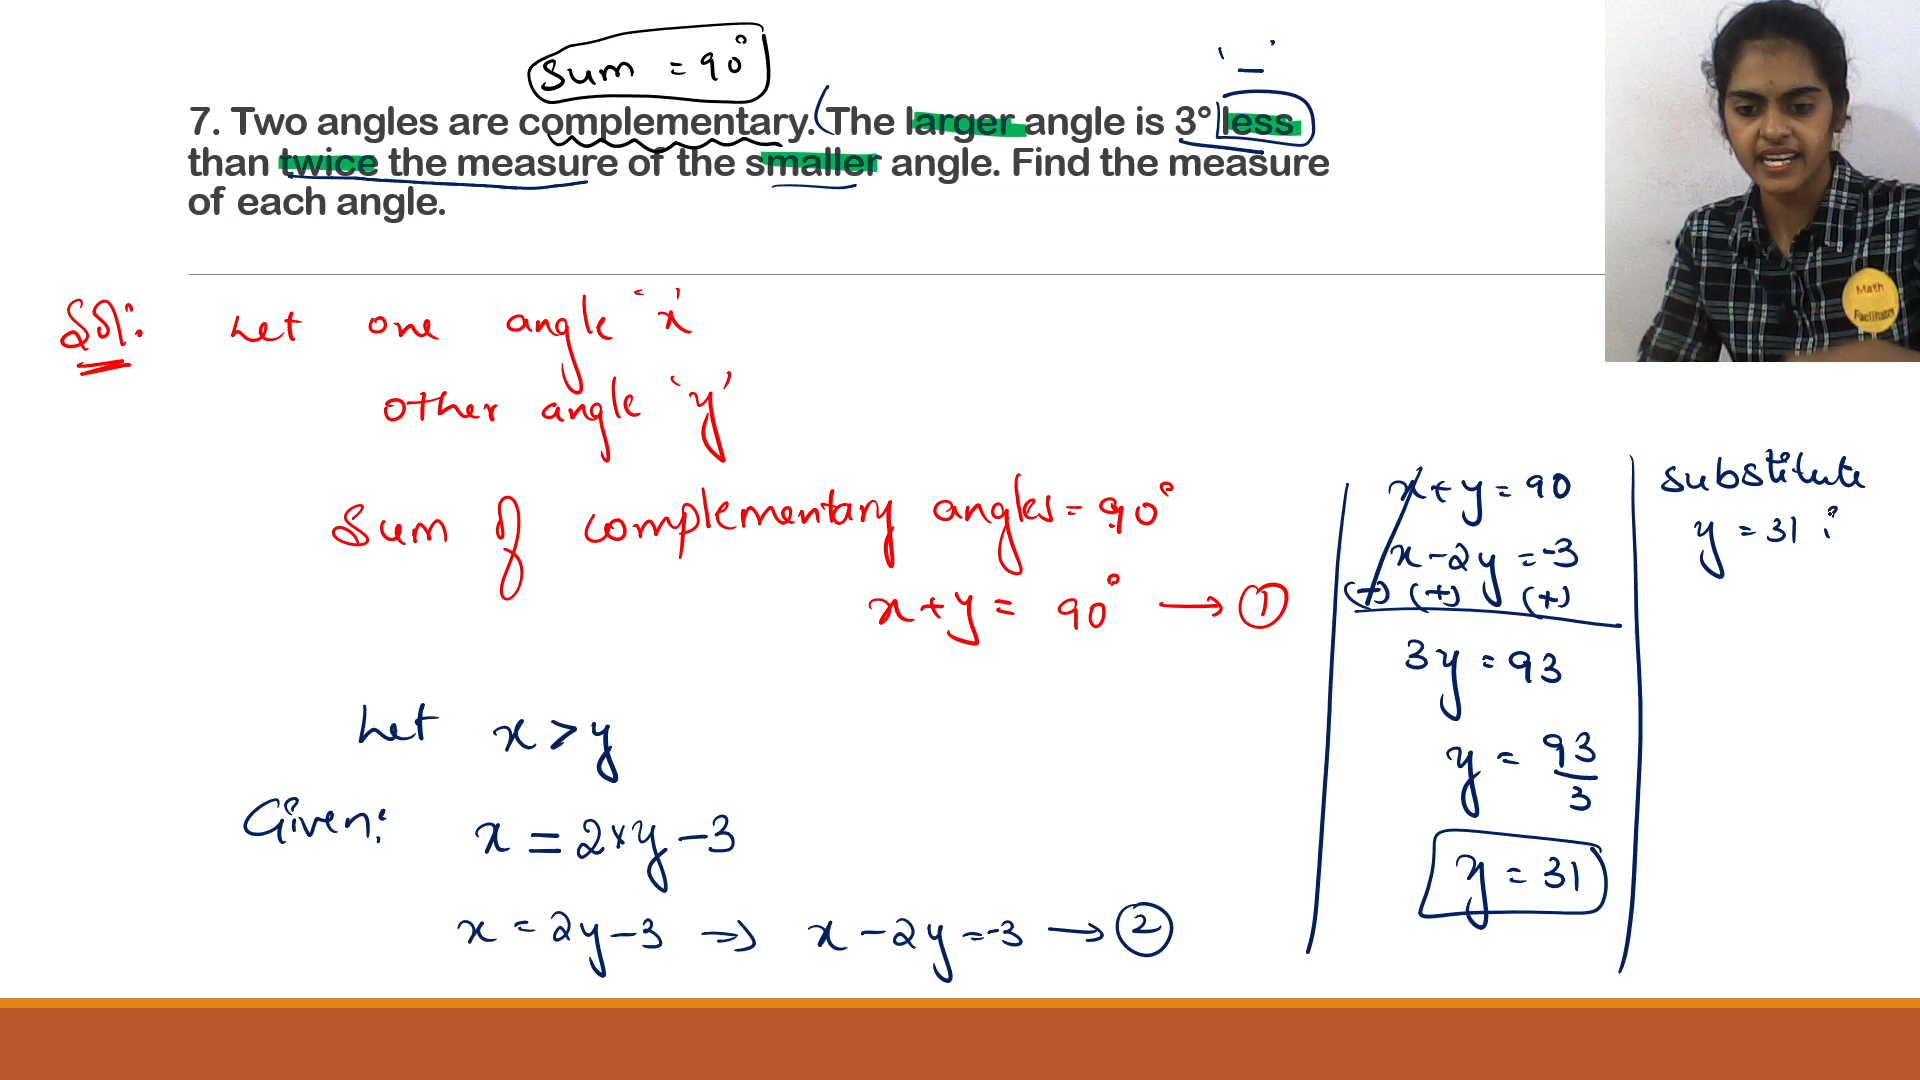 Sum = 90°
'_'
7. Two angles are complementary. (The larger angle is 3° less
than twice the measure of the smaller angle. Find the measure
of each angle.
Sol:
Let one angle 'x'
other angle 'y'
Sum of complementary angles = 90°
x + y = 90° → ①
Let x > y
Given: x = 2×y - 3
x = 2y - 3 ⇒ x - 2y = -3 → ②
x + y = 90
x - 2y = -3
(-) (+) (+)
3y = 93
y = 93/3
y = 31
substitute
y = 31 i
Math
Facilitator